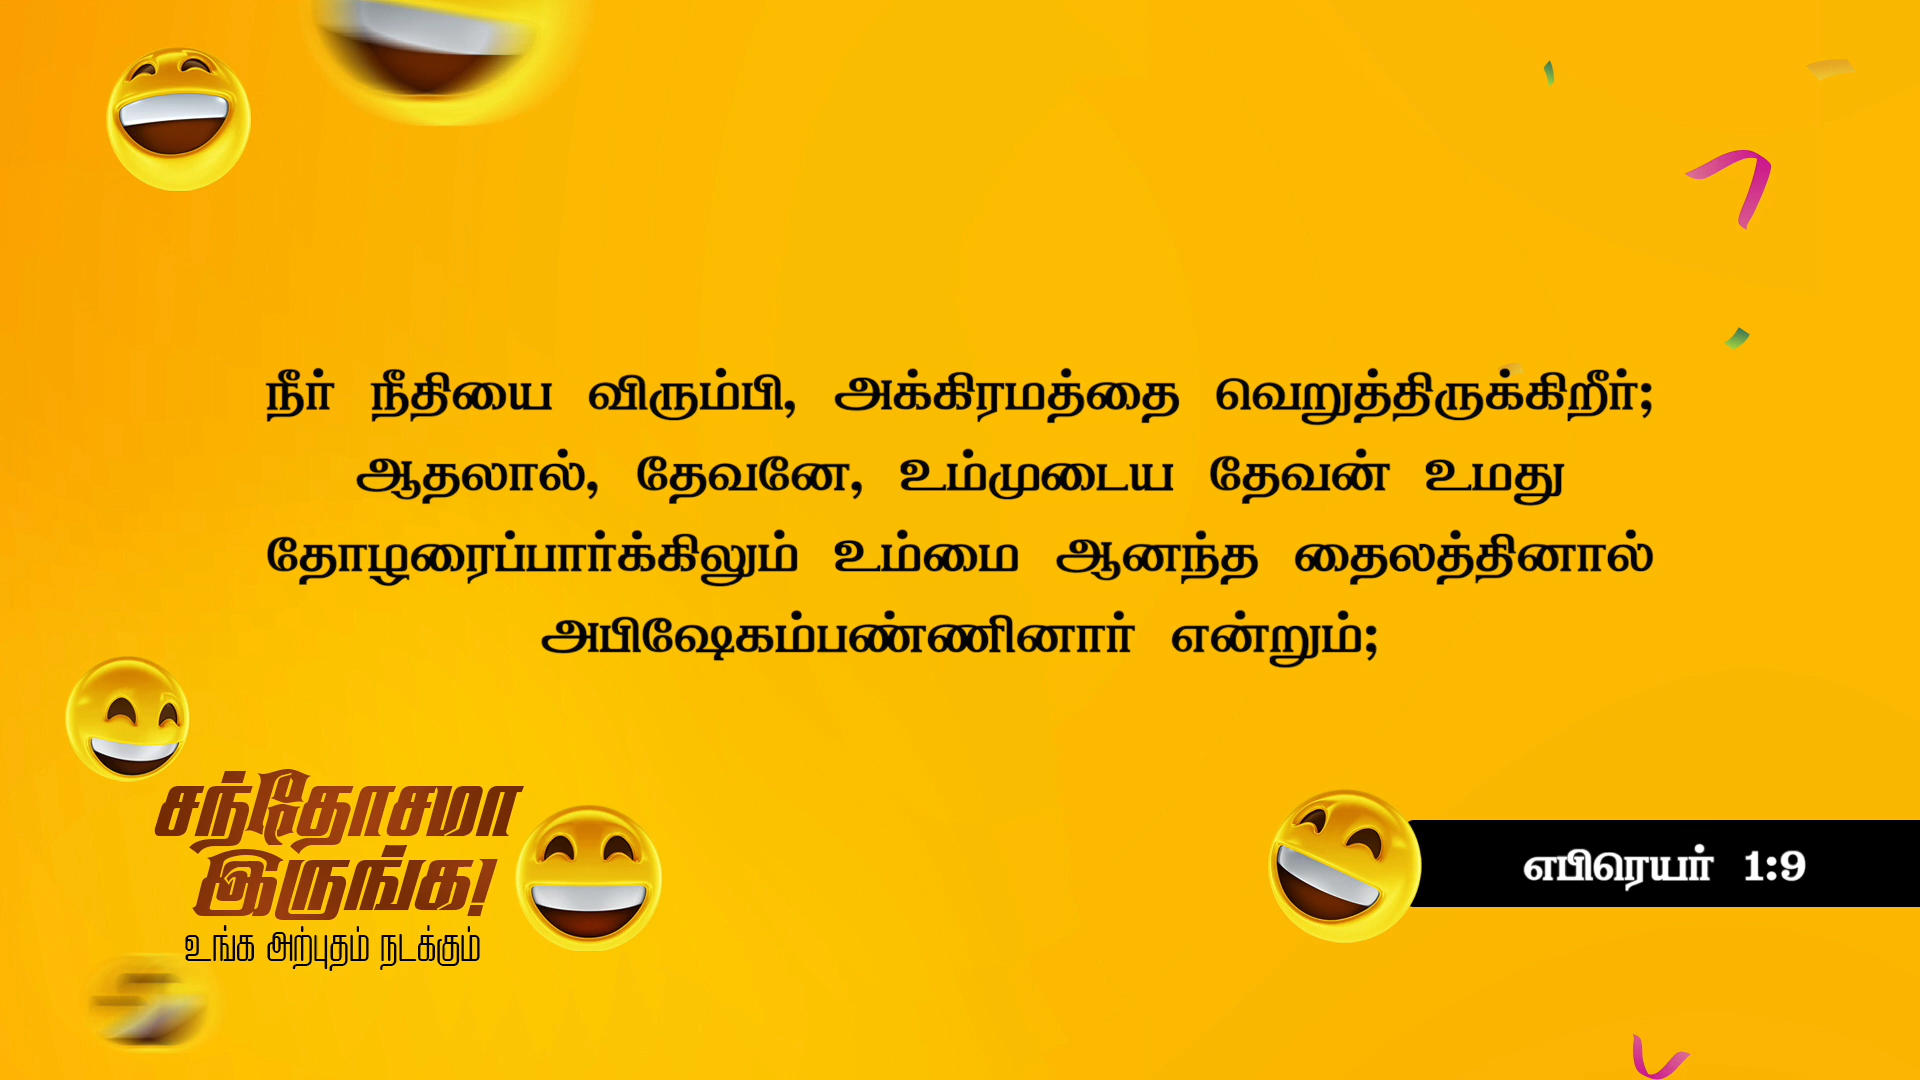 நீர் நீதியை விரும்பி, அக்கிரமத்தை வெறுத்திருக்கிறீர்;
ஆதலால், தேவனே, உம்முடைய தேவன் உமது
தோழரைப்பார்க்கிலும் உம்மை ஆனந்த தைலத்தினால்
அபிஷேகம்பண்ணினார் என்றும்;
சந்தோசமா
இருங்க!
உங்க அற்புதம் நடக்கும்
எபிரெயர் 1:9